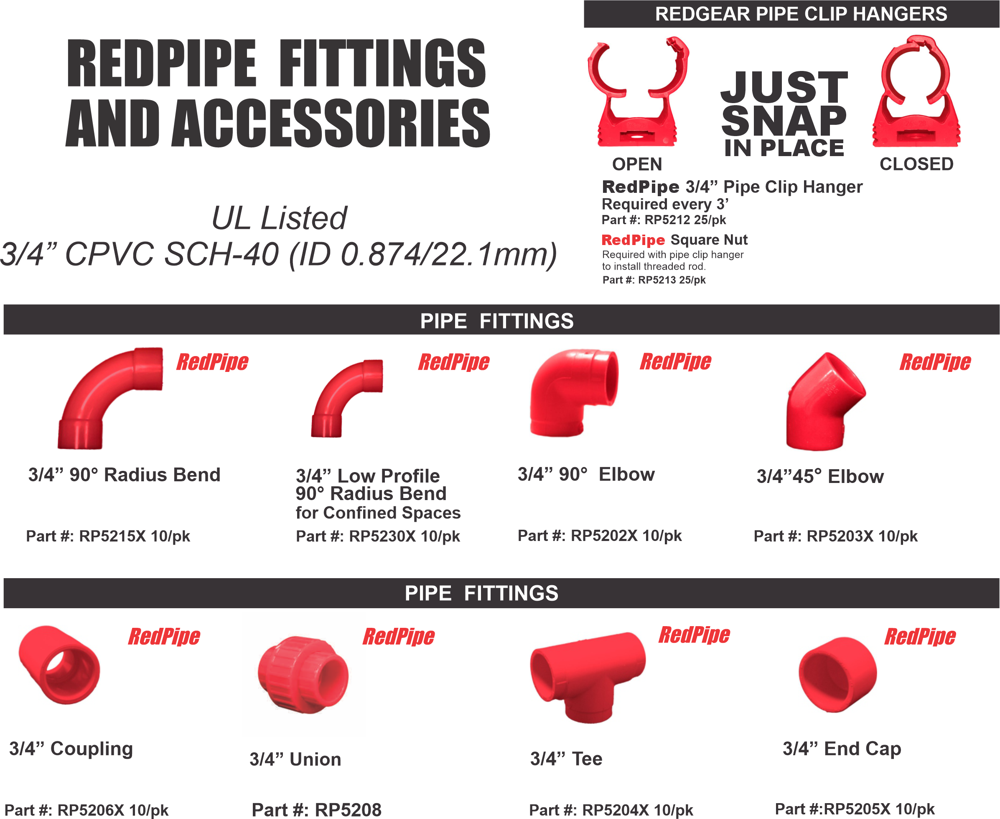 REDPIPE FITTINGS
AND ACCESSORIES
UL Listed
3/4” CPVC SCH-40 (ID 0.874/22.1mm)
REDGEAR PIPE CLIP HANGERS
JUST
SNAP
IN PLACE
OPEN
CLOSED
RedPipe 3/4” Pipe Clip Hanger
Required every 3’
Part #: RP5212 25/pk
RedPipe Square Nut
Required with pipe clip hanger
to install threaded rod.
Part #: RP5213 25/pk
PIPE FITTINGS
RedPipe
3/4” 90° Radius Bend
Part #: RP5215X 10/pk
RedPipe
3/4” Low Profile
90° Radius Bend
for Confined Spaces
Part #: RP5230X 10/pk
RedPipe
3/4” 90° Elbow
Part #: RP5202X 10/pk
RedPipe
3/4”45° Elbow
Part #: RP5203X 10/pk
PIPE FITTINGS
RedPipe
3/4” Coupling
Part #: RP5206X 10/pk
RedPipe
3/4” Union
Part #: RP5208
RedPipe
3/4” Tee
Part #: RP5204X 10/pk
RedPipe
3/4” End Cap
Part #:RP5205X 10/pk